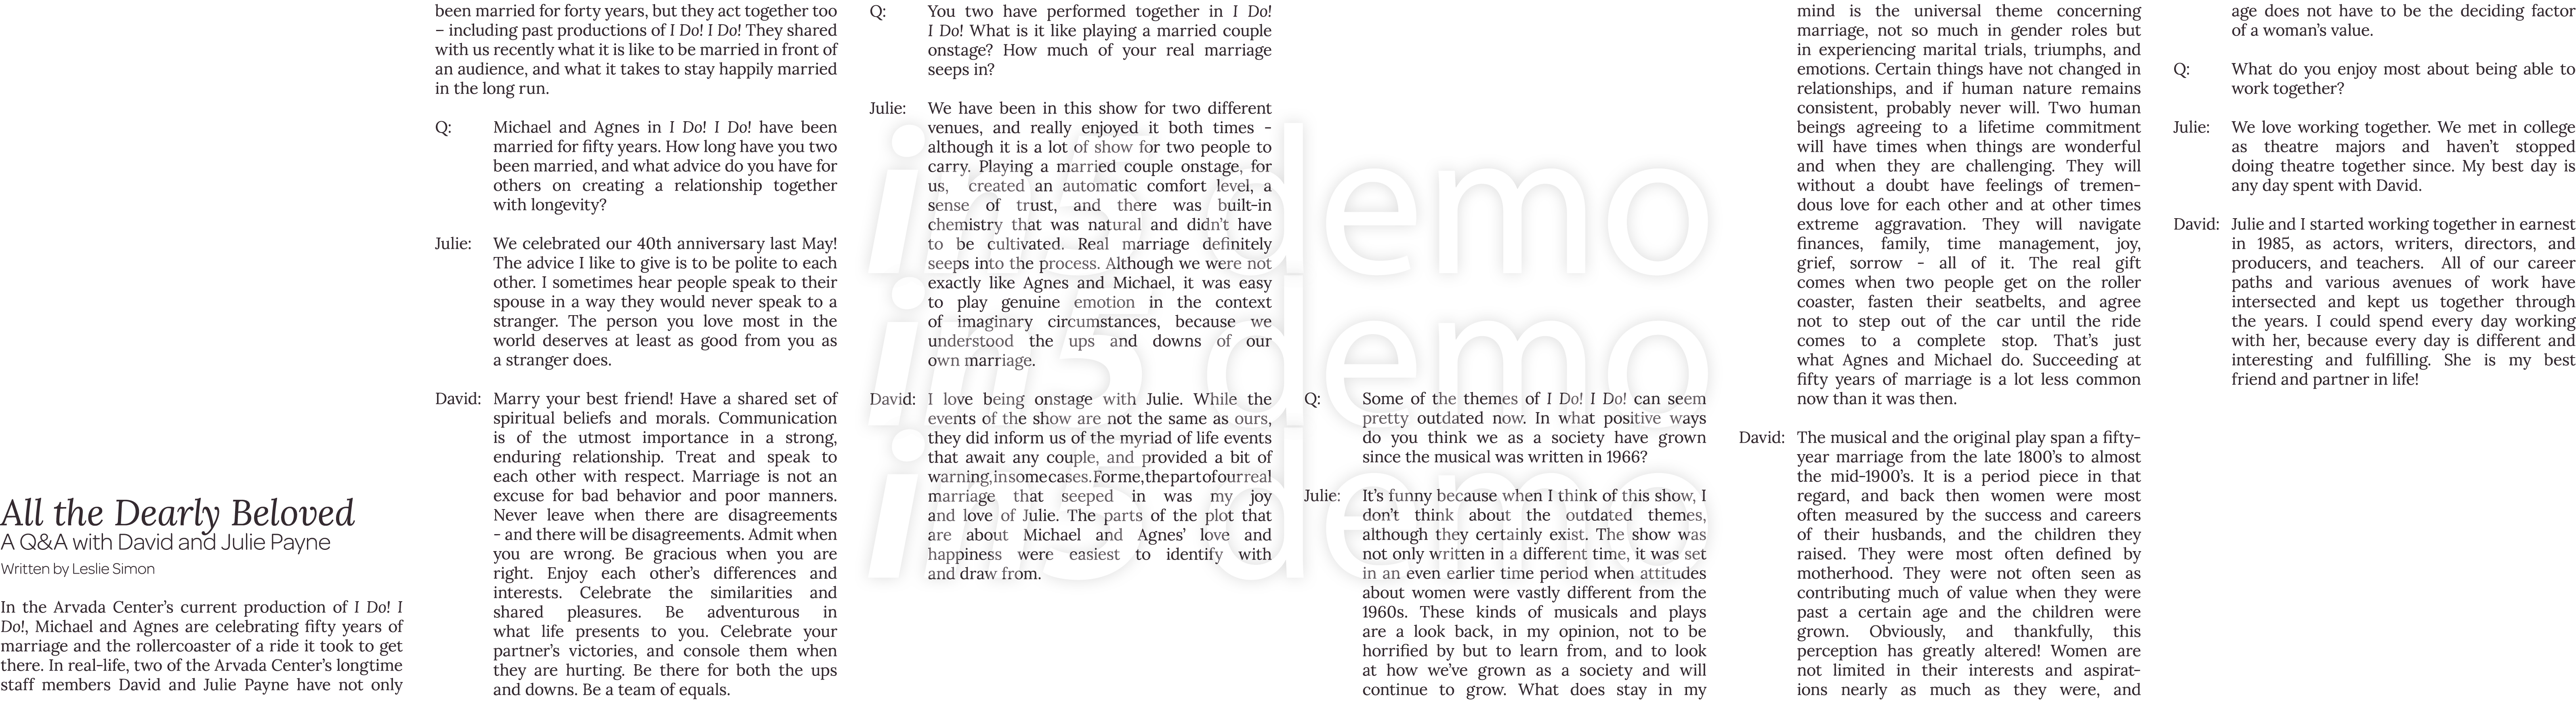 All the Dearly Beloved
A Q&A with David and Julie Payne
Written by Leslie Simon
In the Arvada Center's current production of I Do! I
Do!, Michael and Agnes are celebrating fifty years of
marriage and the rollercoaster of a ride it took to get
there. In real-life, two of the Arvada Center's longtime
staff members David and Julie Payne have not only
been married for forty years, but they act together too
– including past productions of I Do! I Do! They shared
with us recently what it is like to be married in front of
an audience, and what it takes to stay happily married
in the long run.
Q: Michael and Agnes in I Do! I Do! have been
married for fifty years. How long have you two
been married, and what advice do you have for
others on creating a relationship together
with longevity?
Julie: We celebrated our 40th anniversary last May!
The advice I like to give is to be polite to each
other. I sometimes hear people speak to their
spouse in a way they would never speak to a
stranger. The person you love most in the
world deserves at least as good from you as
a stranger does.
David: Marry your best friend! Have a shared set of
spiritual beliefs and morals. Communication
is of the utmost importance in a strong,
enduring relationship. Treat and speak to
each other with respect. Marriage is not an
excuse for bad behavior and poor manners.
Never leave when there are disagreements
- and there will be disagreements. Admit when
you are wrong. Be gracious when you are
right. Enjoy each other's differences and
interests. Celebrate the similarities and
shared pleasures. Be adventurous in
what life presents to you. Celebrate your
partner's victories, and console them when
they are hurting. Be there for both the ups
and downs. Be a team of equals.
Q: You two have performed together in I Do!
I Do! What is it like playing a married couple
onstage? How much of your real marriage
seeps in?
Julie: We have been in this show for two different
venues, and really enjoyed it both times -
although it is a lot of show for two people to
carry. Playing a married couple onstage, for
us, created an automatic comfort level, a
sense of trust, and there was built-in
chemistry that was natural and didn't have
to be cultivated. Real marriage definitely
seeps into the process. Although we were not
exactly like Agnes and Michael, it was easy
to play genuine emotion in the context
of imaginary circumstances, because we
understood the ups and downs of our
own marriage.
David: I love being onstage with Julie. While the
events of the show are not the same as ours,
they did inform us of the myriad of life events
that await any couple, and provided a bit of
warning, in some cases. For me, the part of our real
marriage that seeped in was my joy
and love of Julie. The parts of the plot that
are about Michael and Agnes' love and
happiness were easiest to identify with
and draw from.
Q: Some of the themes of I Do! I Do! can seem
pretty outdated now. In what positive ways
do you think we as a society have grown
since the musical was written in 1966?
Julie: It's funny because when I think of this show, I
don't think about the outdated themes,
although they certainly exist. The show was
not only written in a different time, it was set
in an even earlier time period when attitudes
about women were vastly different from the
1960s. These kinds of musicals and plays
are a look back, in my opinion, not to be
horrified by but to learn from, and to look
at how we've grown as a society and will
continue to grow. What does stay in my
mind is the universal theme concerning
marriage, not so much in gender roles but
in experiencing marital trials, triumphs, and
emotions. Certain things have not changed in
relationships, and if human nature remains
consistent, probably never will. Two human
beings agreeing to a lifetime commitment
will have times when things are wonderful
and when they are challenging. They will
without a doubt have feelings of tremen-
dous love for each other and at other times
extreme aggravation. They will navigate
finances, family, time management, joy,
grief, sorrow - all of it. The real gift
comes when two people get on the roller
coaster, fasten their seatbelts, and agree
not to step out of the car until the ride
comes to a complete stop. That's just
what Agnes and Michael do. Succeeding at
fifty years of marriage is a lot less common
now than it was then.
David: The musical and the original play span a fifty-
year marriage from the late 1800's to almost
the mid-1900's. It is a period piece in that
regard, and back then women were most
often measured by the success and careers
of their husbands, and the children they
raised. They were most often defined by
motherhood. They were not often seen as
contributing much of value when they were
past a certain age and the children were
grown. Obviously, and thankfully, this
perception has greatly altered! Women are
not limited in their interests and aspirat-
ions nearly as much as they were, and
age does not have to be the deciding factor
of a woman's value.
Q: What do you enjoy most about being able to
work together?
Julie: We love working together. We met in college
as theatre majors and haven't stopped
doing theatre together since. My best day is
any day spent with David.
David: Julie and I started working together in earnest
in 1985, as actors, writers, directors, and
producers, and teachers. All of our career
paths and various avenues of work have
intersected and kept us together through
the years. I could spend every day working
with her, because every day is different and
interesting and fulfilling. She is my best
friend and partner in life!
in5 demo
in5 demo
in5 demo